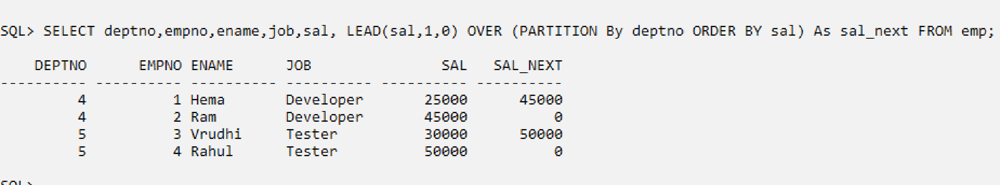 SQL> SELECT deptno,empno,ename,job,sal, LEAD(sal,1,0) OVER (PARTITION By deptno ORDER BY sal) As sal_next FROM emp;
DEPTNO EMPNO ENAME JOB SAL SAL_NEXT
---------- ---------- ---------- ---------- ---------- ----------
4 1 Hema Developer 25000 45000
4 2 Ram Developer 45000 0
5 3 Vrudhi Tester 30000 50000
5 4 Rahul Tester 50000 0
SQL>